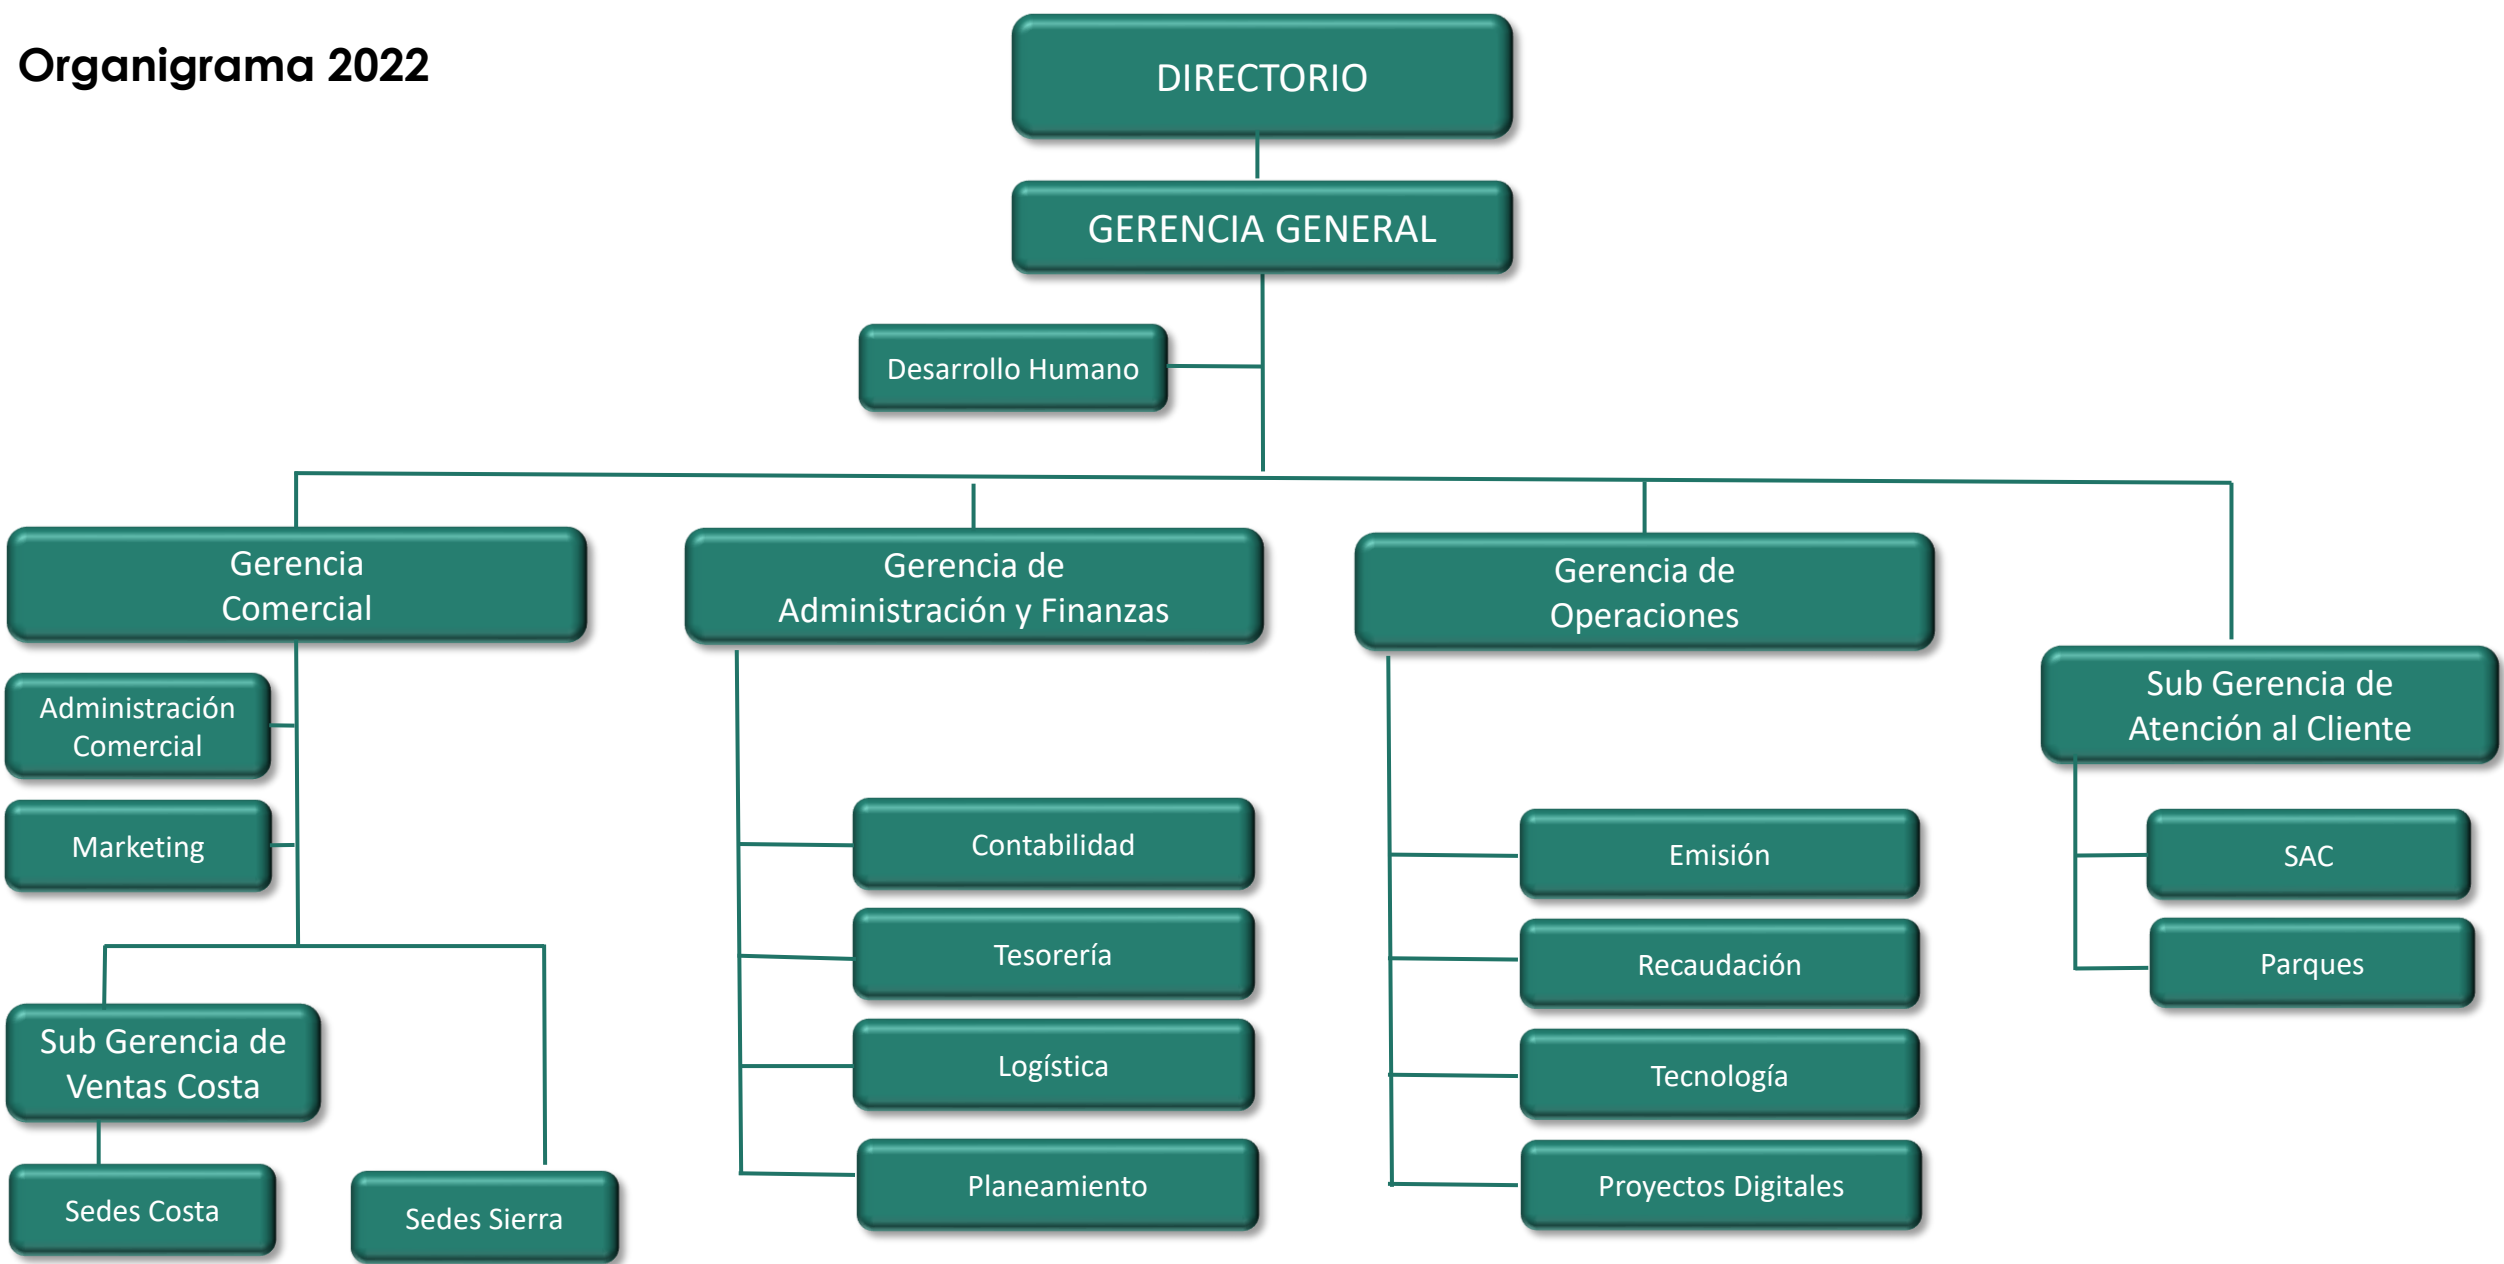 Organigrama 2022
DIRECTORIO
GERENCIA GENERAL
Desarrollo Humano
Gerencia
Comercial
Administración
Comercial
Marketing
Sub Gerencia de
Ventas Costa
Sedes Costa
Sedes Sierra
Gerencia de
Administración y Finanzas
Contabilidad
Tesorería
Logística
Planeamiento
Gerencia de
Operaciones
Emisión
Recaudación
Tecnología
Proyectos Digitales
Sub Gerencia de
Atención al Cliente
SAC
Parques